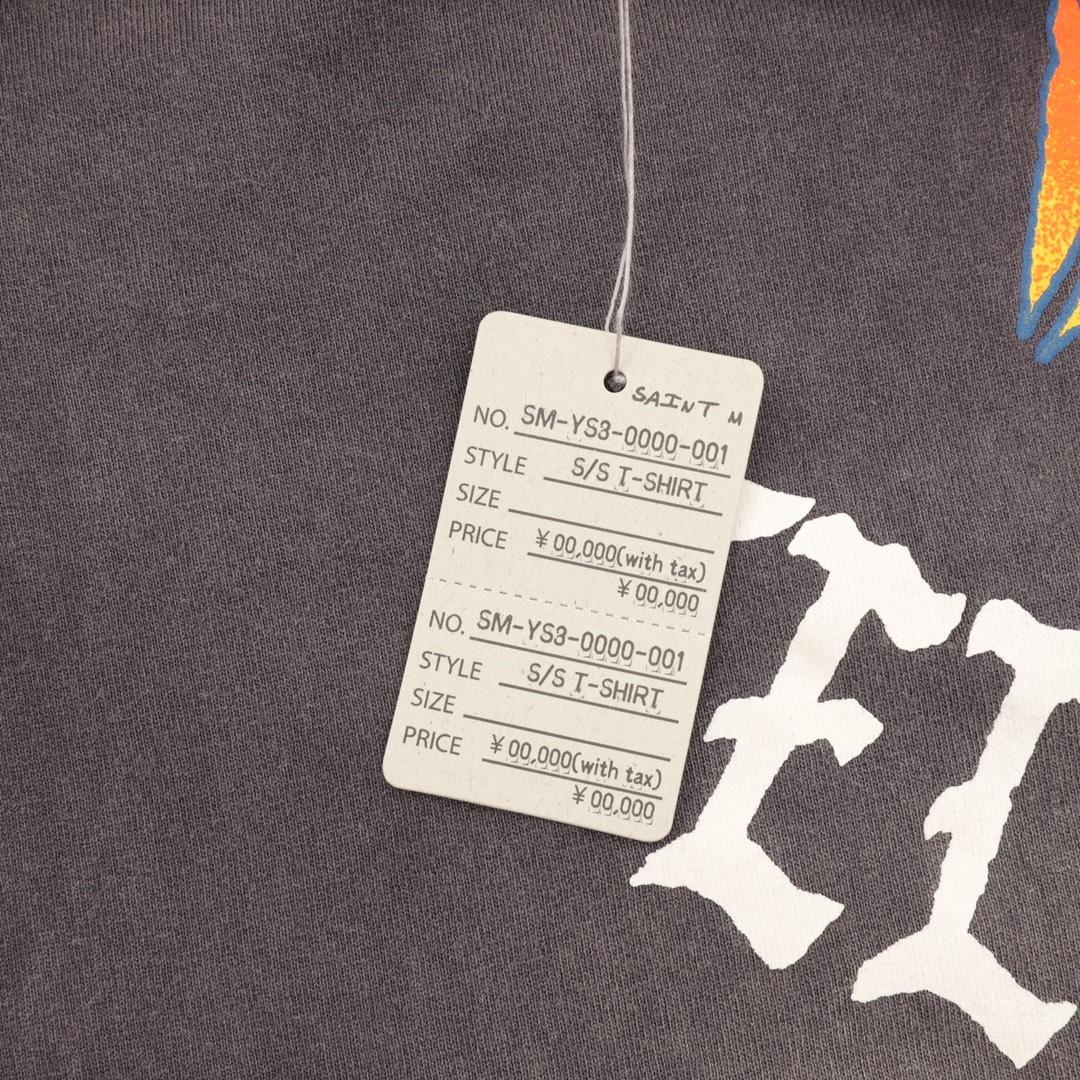 SAINT M
NO. SM-YS3-0000-001
STYLE S/S T-SHIRT
SIZE
PRICE ¥00,000(with tax)
¥00,000
NO. SM-YS3-0000-001
STYLE S/S T-SHIRT
SIZE
PRICE ¥00,000(with tax)
¥00,000